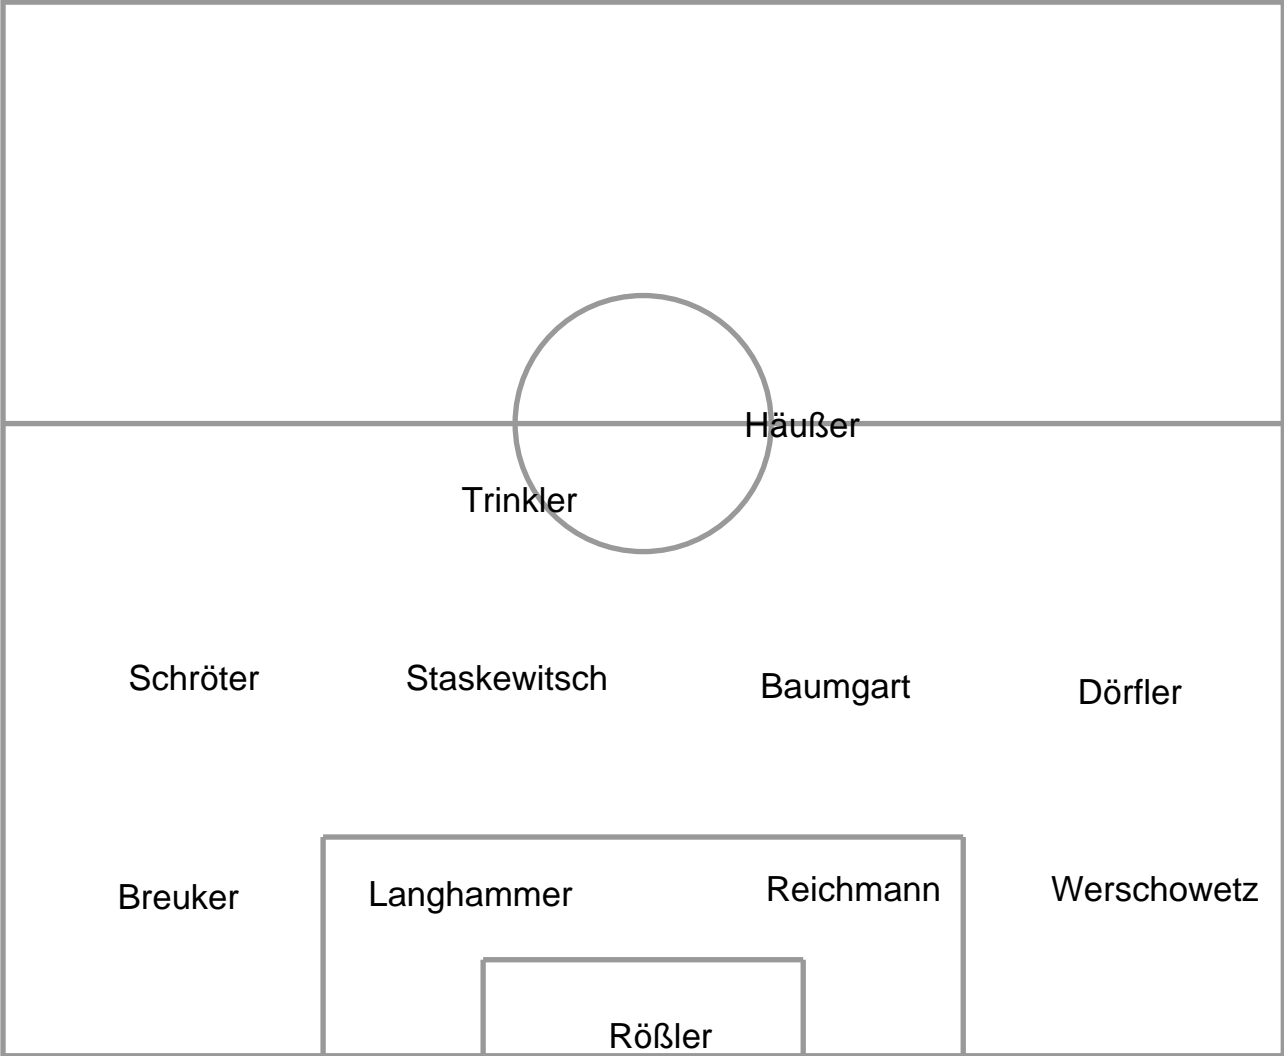 Häußer
Trinkler
Schröter
Staskewitsch
Baumgart
Dörfler
Breuker
Langhammer
Reichmann
Werschowetz
Rößler